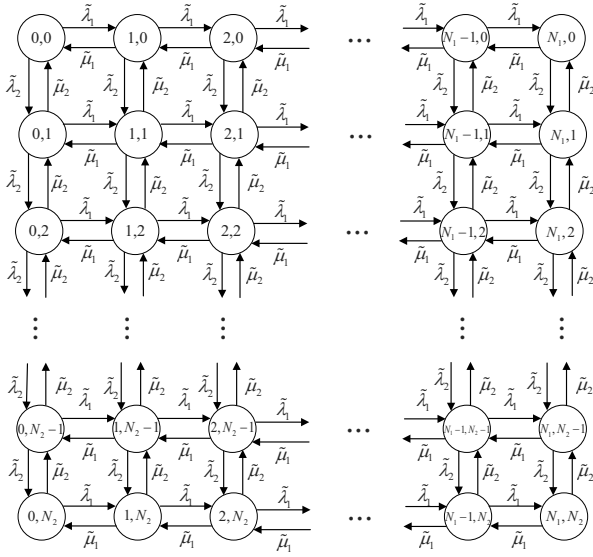 λ̃₁ λ̃₁ λ̃₁ λ̃₁ λ̃₁
0,0 1,0 2,0 ... N₁−1,0 N₁,0
μ̃₁ μ̃₁ μ̃₁ μ̃₁ μ̃₁
λ̃₂ μ̃₂ λ̃₂ μ̃₂ λ̃₂ μ̃₂ λ̃₂ μ̃₂ λ̃₂ μ̃₂
λ̃₁ λ̃₁ λ̃₁ λ̃₁ λ̃₁
0,1 1,1 2,1 ... N₁−1,1 N₁,1
μ̃₁ μ̃₁ μ̃₁ μ̃₁ μ̃₁
λ̃₂ μ̃₂ λ̃₂ μ̃₂ λ̃₂ μ̃₂ λ̃₂ μ̃₂ λ̃₂ μ̃₂
λ̃₁ λ̃₁ λ̃₁ λ̃₁ λ̃₁
0,2 1,2 2,2 ... N₁−1,2 N₁,2
μ̃₁ μ̃₁ μ̃₁ μ̃₁ μ̃₁
λ̃₂ μ̃₂ λ̃₂ μ̃₂ λ̃₂ μ̃₂ λ̃₂ μ̃₂ λ̃₂ μ̃₂
⋮ ⋮ ⋮ ... ⋮ ⋮
λ̃₂ μ̃₂ λ̃₂ μ̃₂ λ̃₂ μ̃₂ λ̃₂ μ̃₂ λ̃₂ μ̃₂
λ̃₁ λ̃₁ λ̃₁ λ̃₁ λ̃₁
0,N₂−1 1,N₂−1 2,N₂−1 ... N₁−1,N₂−1 N₁,N₂−1
μ̃₁ μ̃₁ μ̃₁ μ̃₁ μ̃₁
λ̃₂ μ̃₂ λ̃₂ μ̃₂ λ̃₂ μ̃₂ λ̃₂ μ̃₂ λ̃₂ μ̃₂
λ̃₁ λ̃₁ λ̃₁ λ̃₁ λ̃₁
0,N₂ 1,N₂ 2,N₂ ... N₁−1,N₂ N₁,N₂
μ̃₁ μ̃₁ μ̃₁ μ̃₁ μ̃₁